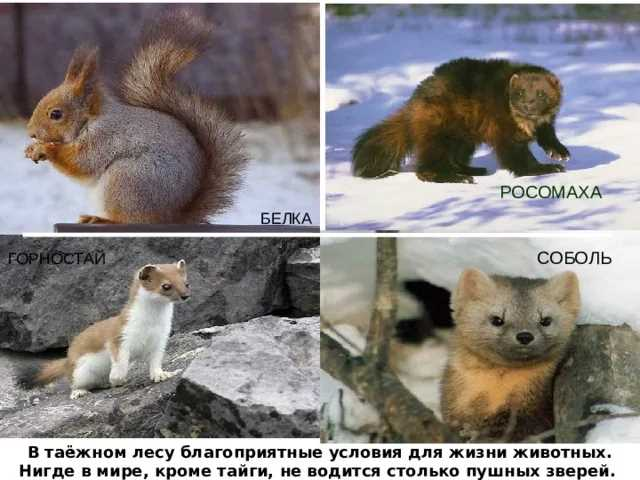 БЕЛКА
РОСОМАХА
ГОРНОСТАЙ
СОБОЛЬ
В таёжном лесу благоприятные условия для жизни животных.
Нигде в мире, кроме тайги, не водится столько пушных зверей.